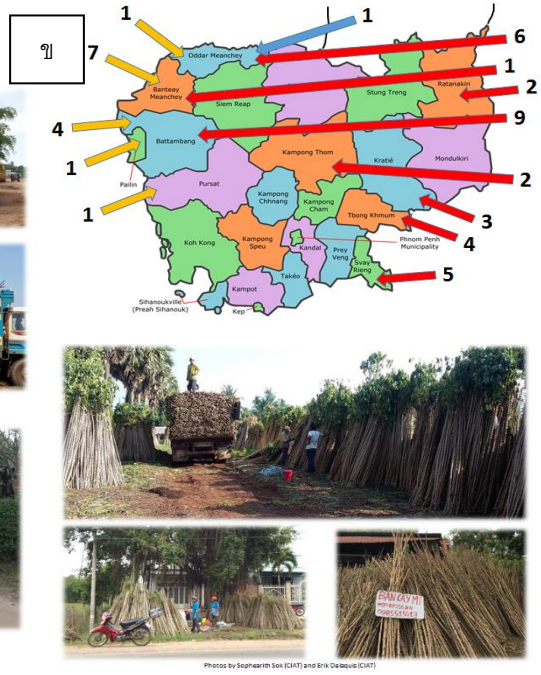 ข
1
1
6
7
1
2
4
9
1
2
1
3
4
5
Oddar Meanchey
Banteay
Meanchey
Siem Reap
Stung Treng
Ratanakiri
Battambang
Kampong Thom
Kratié
Mondulkiri
Pailin
Pursat
Kampong
Chhnang
Kampong
Cham
Tbong Khmum
Koh Kong
Kampong
Speu
Kandal
Prey
Veng
Svay
Rieng
Phnom Penh
Municipality
Takéo
Kampot
Sihanoukville
(Preah Sihanouk)
Kep
BÁN CÂY MÌ
Photos by Sophearith Sok (CIAT) and Erik Delaquis (CIAT)